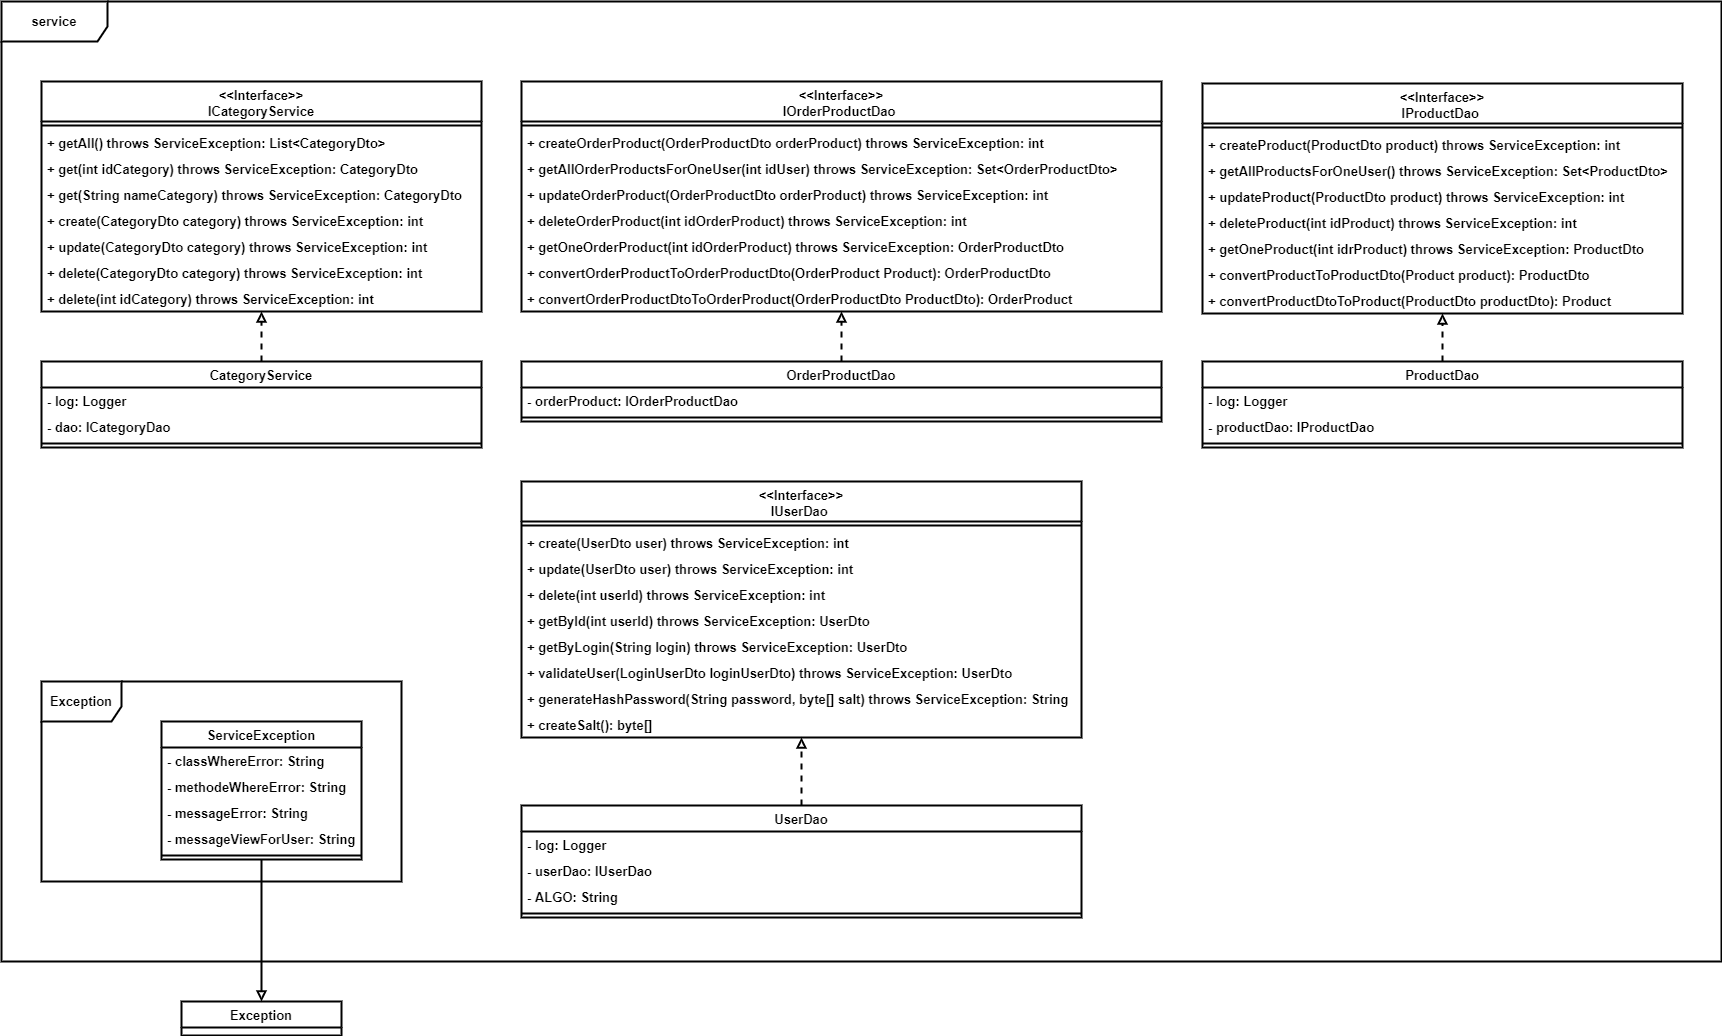 service
<<Interface>>
ICategoryService
+ getAll() throws ServiceException: List<CategoryDto>
+ get(int idCategory) throws ServiceException: CategoryDto
+ get(String nameCategory) throws ServiceException: CategoryDto
+ create(CategoryDto category) throws ServiceException: int
+ update(CategoryDto category) throws ServiceException: int
+ delete(CategoryDto category) throws ServiceException: int
+ delete(int idCategory) throws ServiceException: int
CategoryService
- log: Logger
- dao: ICategoryDao
<<Interface>>
IOrderProductDao
+ createOrderProduct(OrderProductDto orderProduct) throws ServiceException: int
+ getAllOrderProductsForOneUser(int idUser) throws ServiceException: Set<OrderProductDto>
+ updateOrderProduct(OrderProductDto orderProduct) throws ServiceException: int
+ deleteOrderProduct(int idOrderProduct) throws ServiceException: int
+ getOneOrderProduct(int idOrderProduct) throws ServiceException: OrderProductDto
+ convertOrderProductToOrderProductDto(OrderProduct Product): OrderProductDto
+ convertOrderProductDtoToOrderProduct(OrderProductDto ProductDto): OrderProduct
OrderProductDao
- orderProduct: IOrderProductDao
<<Interface>>
IProductDao
+ createProduct(ProductDto product) throws ServiceException: int
+ getAllProductsForOneUser() throws ServiceException: Set<ProductDto>
+ updateProduct(ProductDto product) throws ServiceException: int
+ deleteProduct(int idProduct) throws ServiceException: int
+ getOneProduct(int idrProduct) throws ServiceException: ProductDto
+ convertProductToProductDto(Product product): ProductDto
+ convertProductDtoToProduct(ProductDto productDto): Product
ProductDao
- log: Logger
- productDao: IProductDao
<<Interface>>
IUserDao
+ create(UserDto user) throws ServiceException: int
+ update(UserDto user) throws ServiceException: int
+ delete(int userId) throws ServiceException: int
+ getById(int userId) throws ServiceException: UserDto
+ getByLogin(String login) throws ServiceException: UserDto
+ validateUser(LoginUserDto loginUserDto) throws ServiceException: UserDto
+ generateHashPassword(String password, byte[] salt) throws ServiceException: String
+ createSalt(): byte[]
UserDao
- log: Logger
- userDao: IUserDao
- ALGO: String
Exception
ServiceException
- classWhereError: String
- methodeWhereError: String
- messageError: String
- messageViewForUser: String
Exception